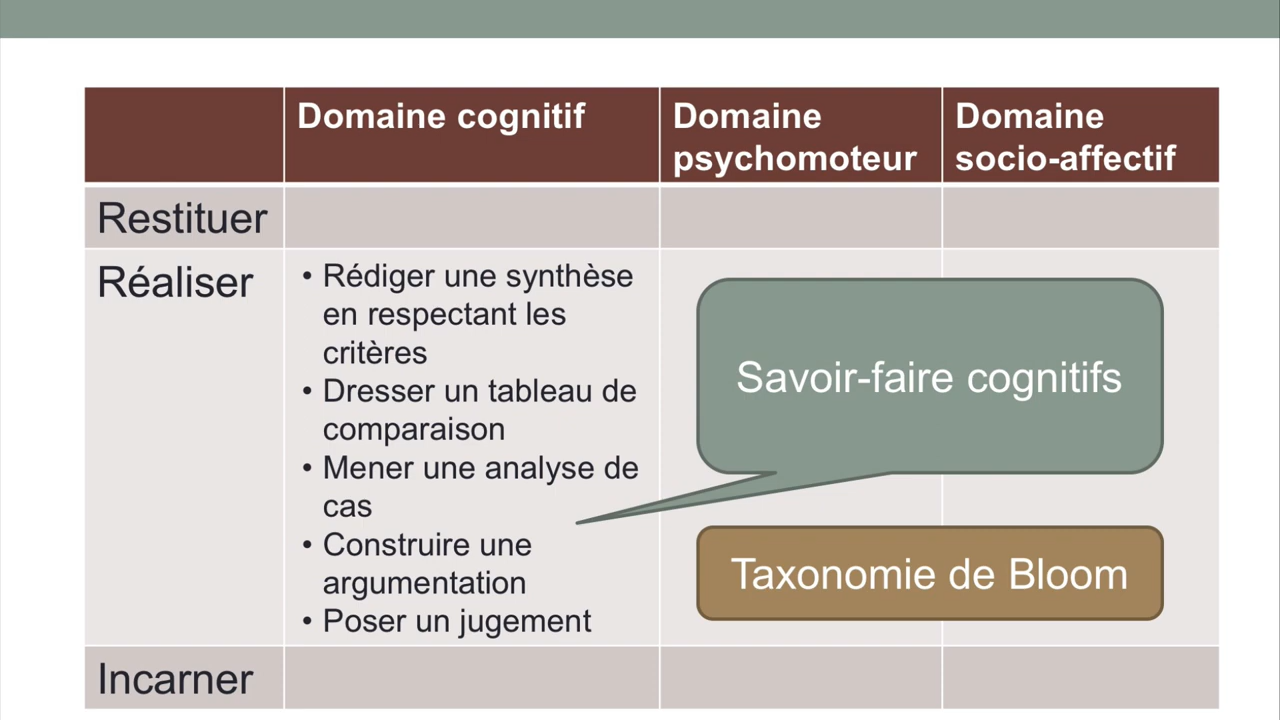 Domaine cognitif
Domaine
psychomoteur
Domaine
socio-affectif
Restituer
Réaliser
• Rédiger une synthèse
en respectant les
critères
• Dresser un tableau de
comparaison
• Mener une analyse de
cas
• Construire une
argumentation
• Poser un jugement
Savoir-faire cognitifs
Taxonomie de Bloom
Incarner